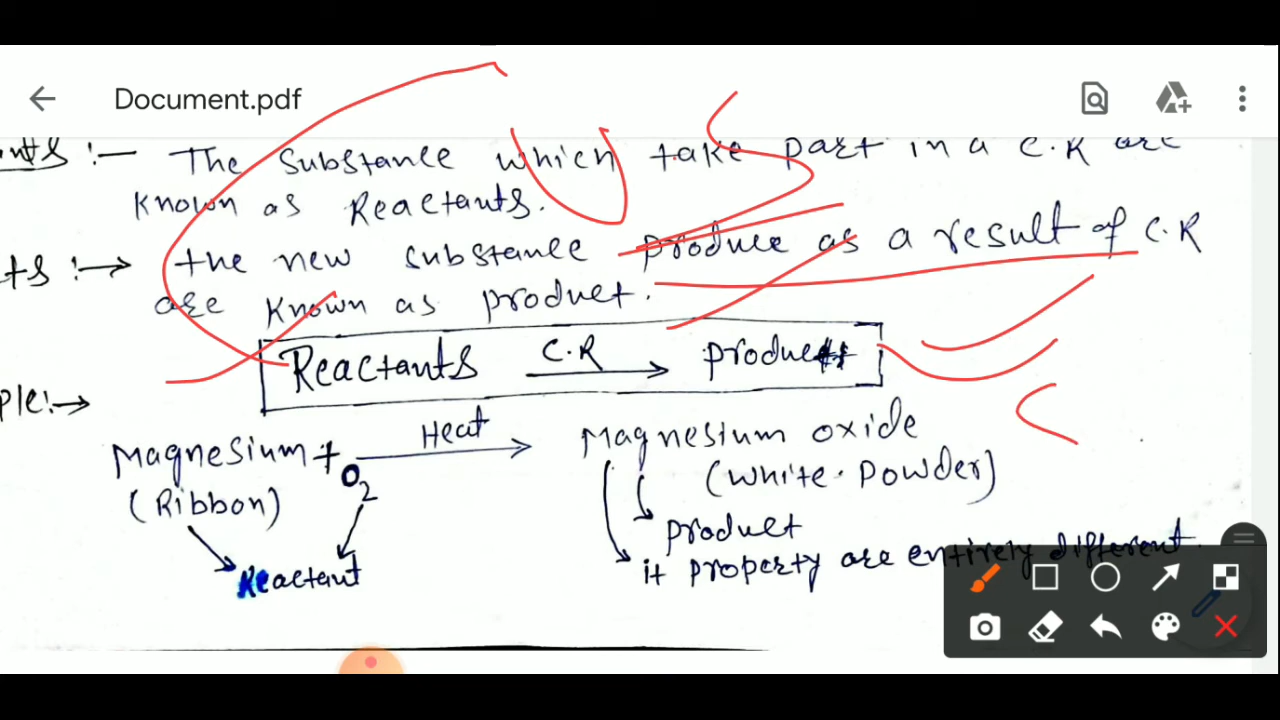 Document.pdf
nts :- The Substance which take part in a C.R are
known as Reactants.
ts :→ the new substance produce as a result of C.R
are known as product.
Reactants C.R → products
ple:→
Magnesium + O2 Heat → Magnesium oxide
(Ribbon) (white powder)
product
Reactant it property are entirely different.